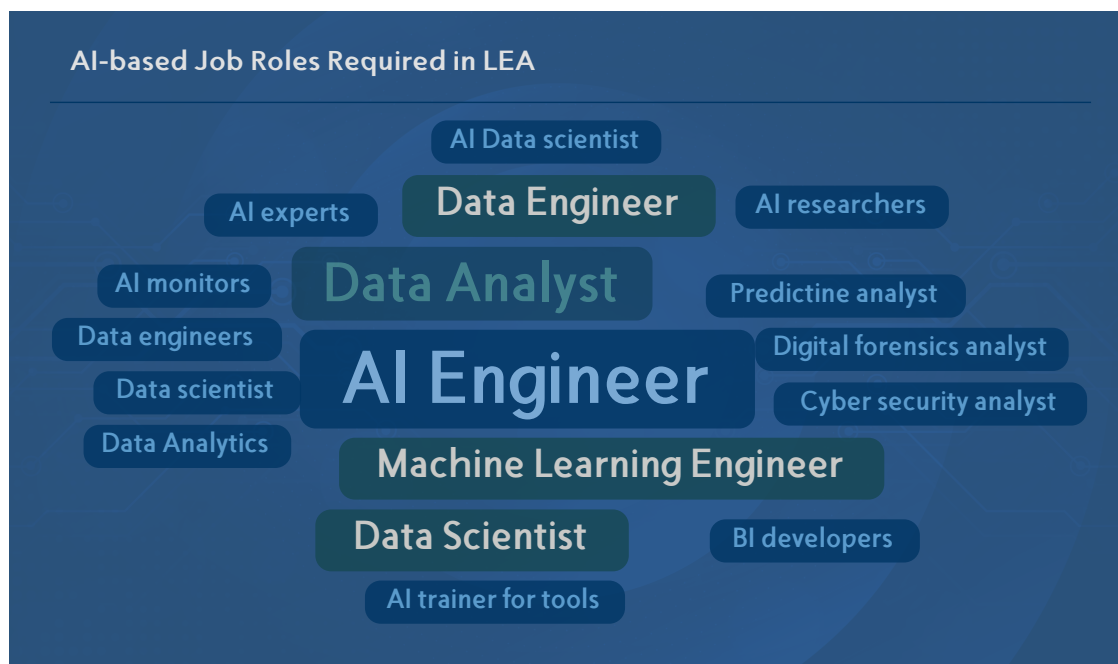 AI-based Job Roles Required in LEA
AI Data scientist
Data Engineer
AI experts
AI researchers
Data Analyst
AI monitors
Predictine analyst
Data engineers
Digital forensics analyst
AI Engineer
Data scientist
Cyber security analyst
Data Analytics
Machine Learning Engineer
Data Scientist
BI developers
AI trainer for tools